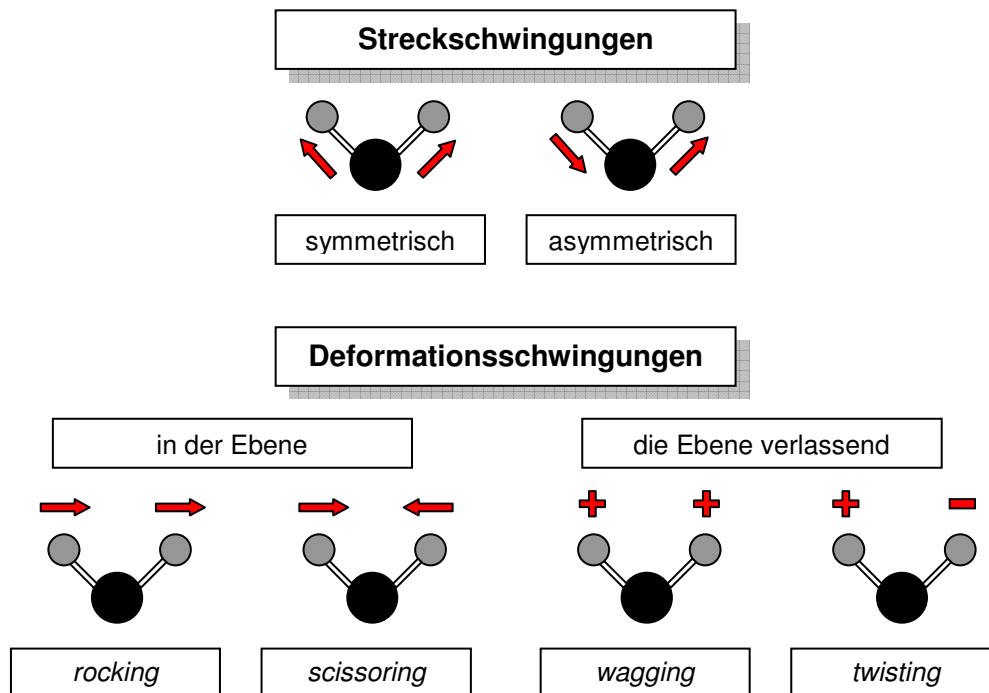 Streckschwingungen
symmetrisch
asymmetrisch
Deformationsschwingungen
in der Ebene
die Ebene verlassend
rocking
scissoring
wagging
twisting